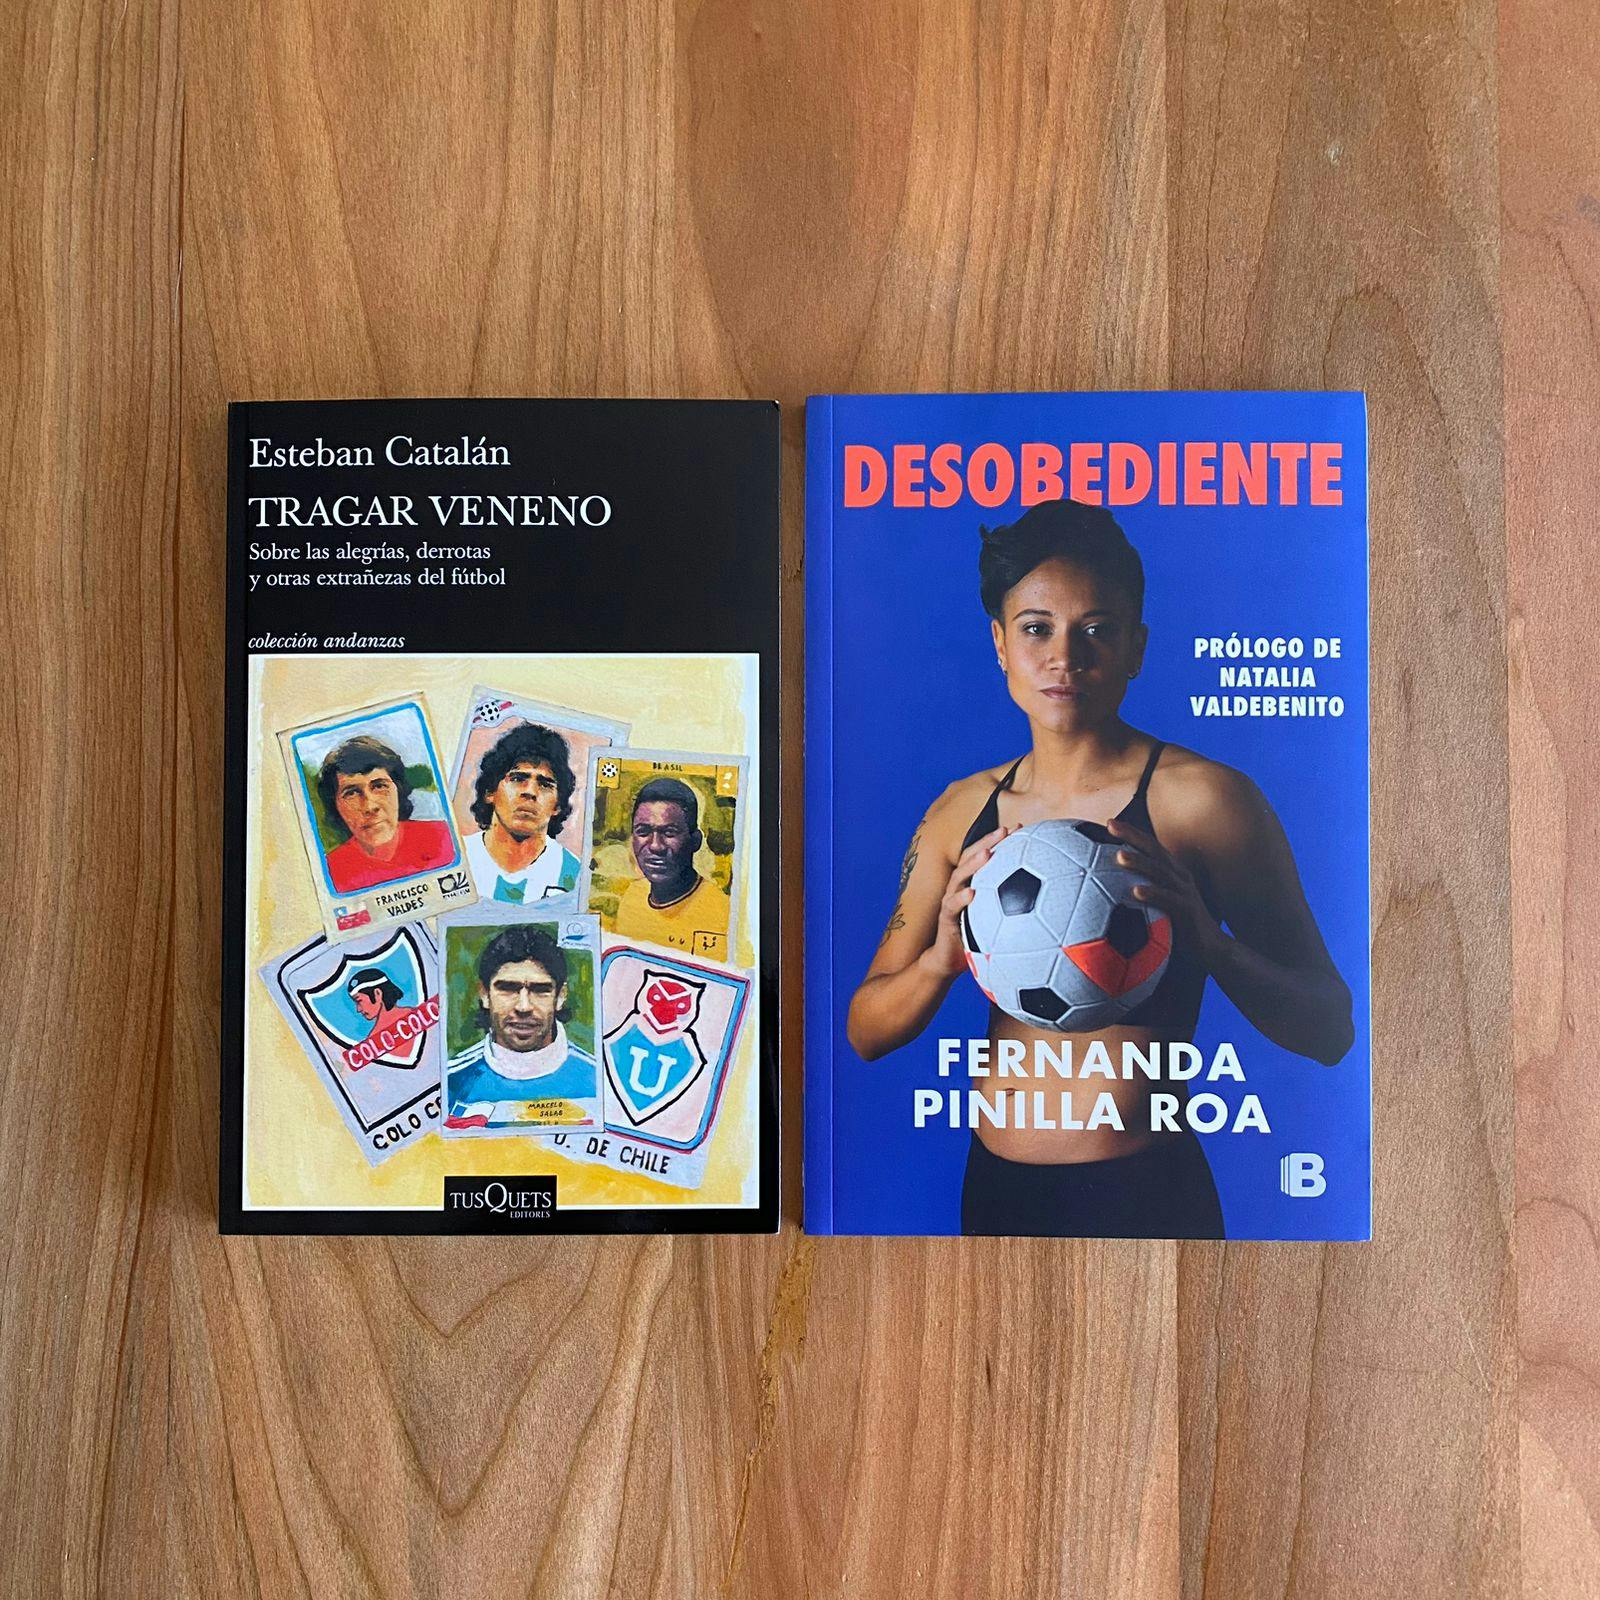 Esteban Catalán
TRAGAR VENENO
Sobre las alegrías, derrotas
y otras extrañezas del fútbol
colección andanzas
FRANCISCO
VALDES
BRASIL
COLO-COLO
COLO CO
MARCELO
SALAS
CHILE
U
U. DE CHILE
TUSQUETS
EDITORES
DESOBEDIENTE
PRÓLOGO DE
NATALIA
VALDEBENITO
FERNANDA
PINILLA ROA
B